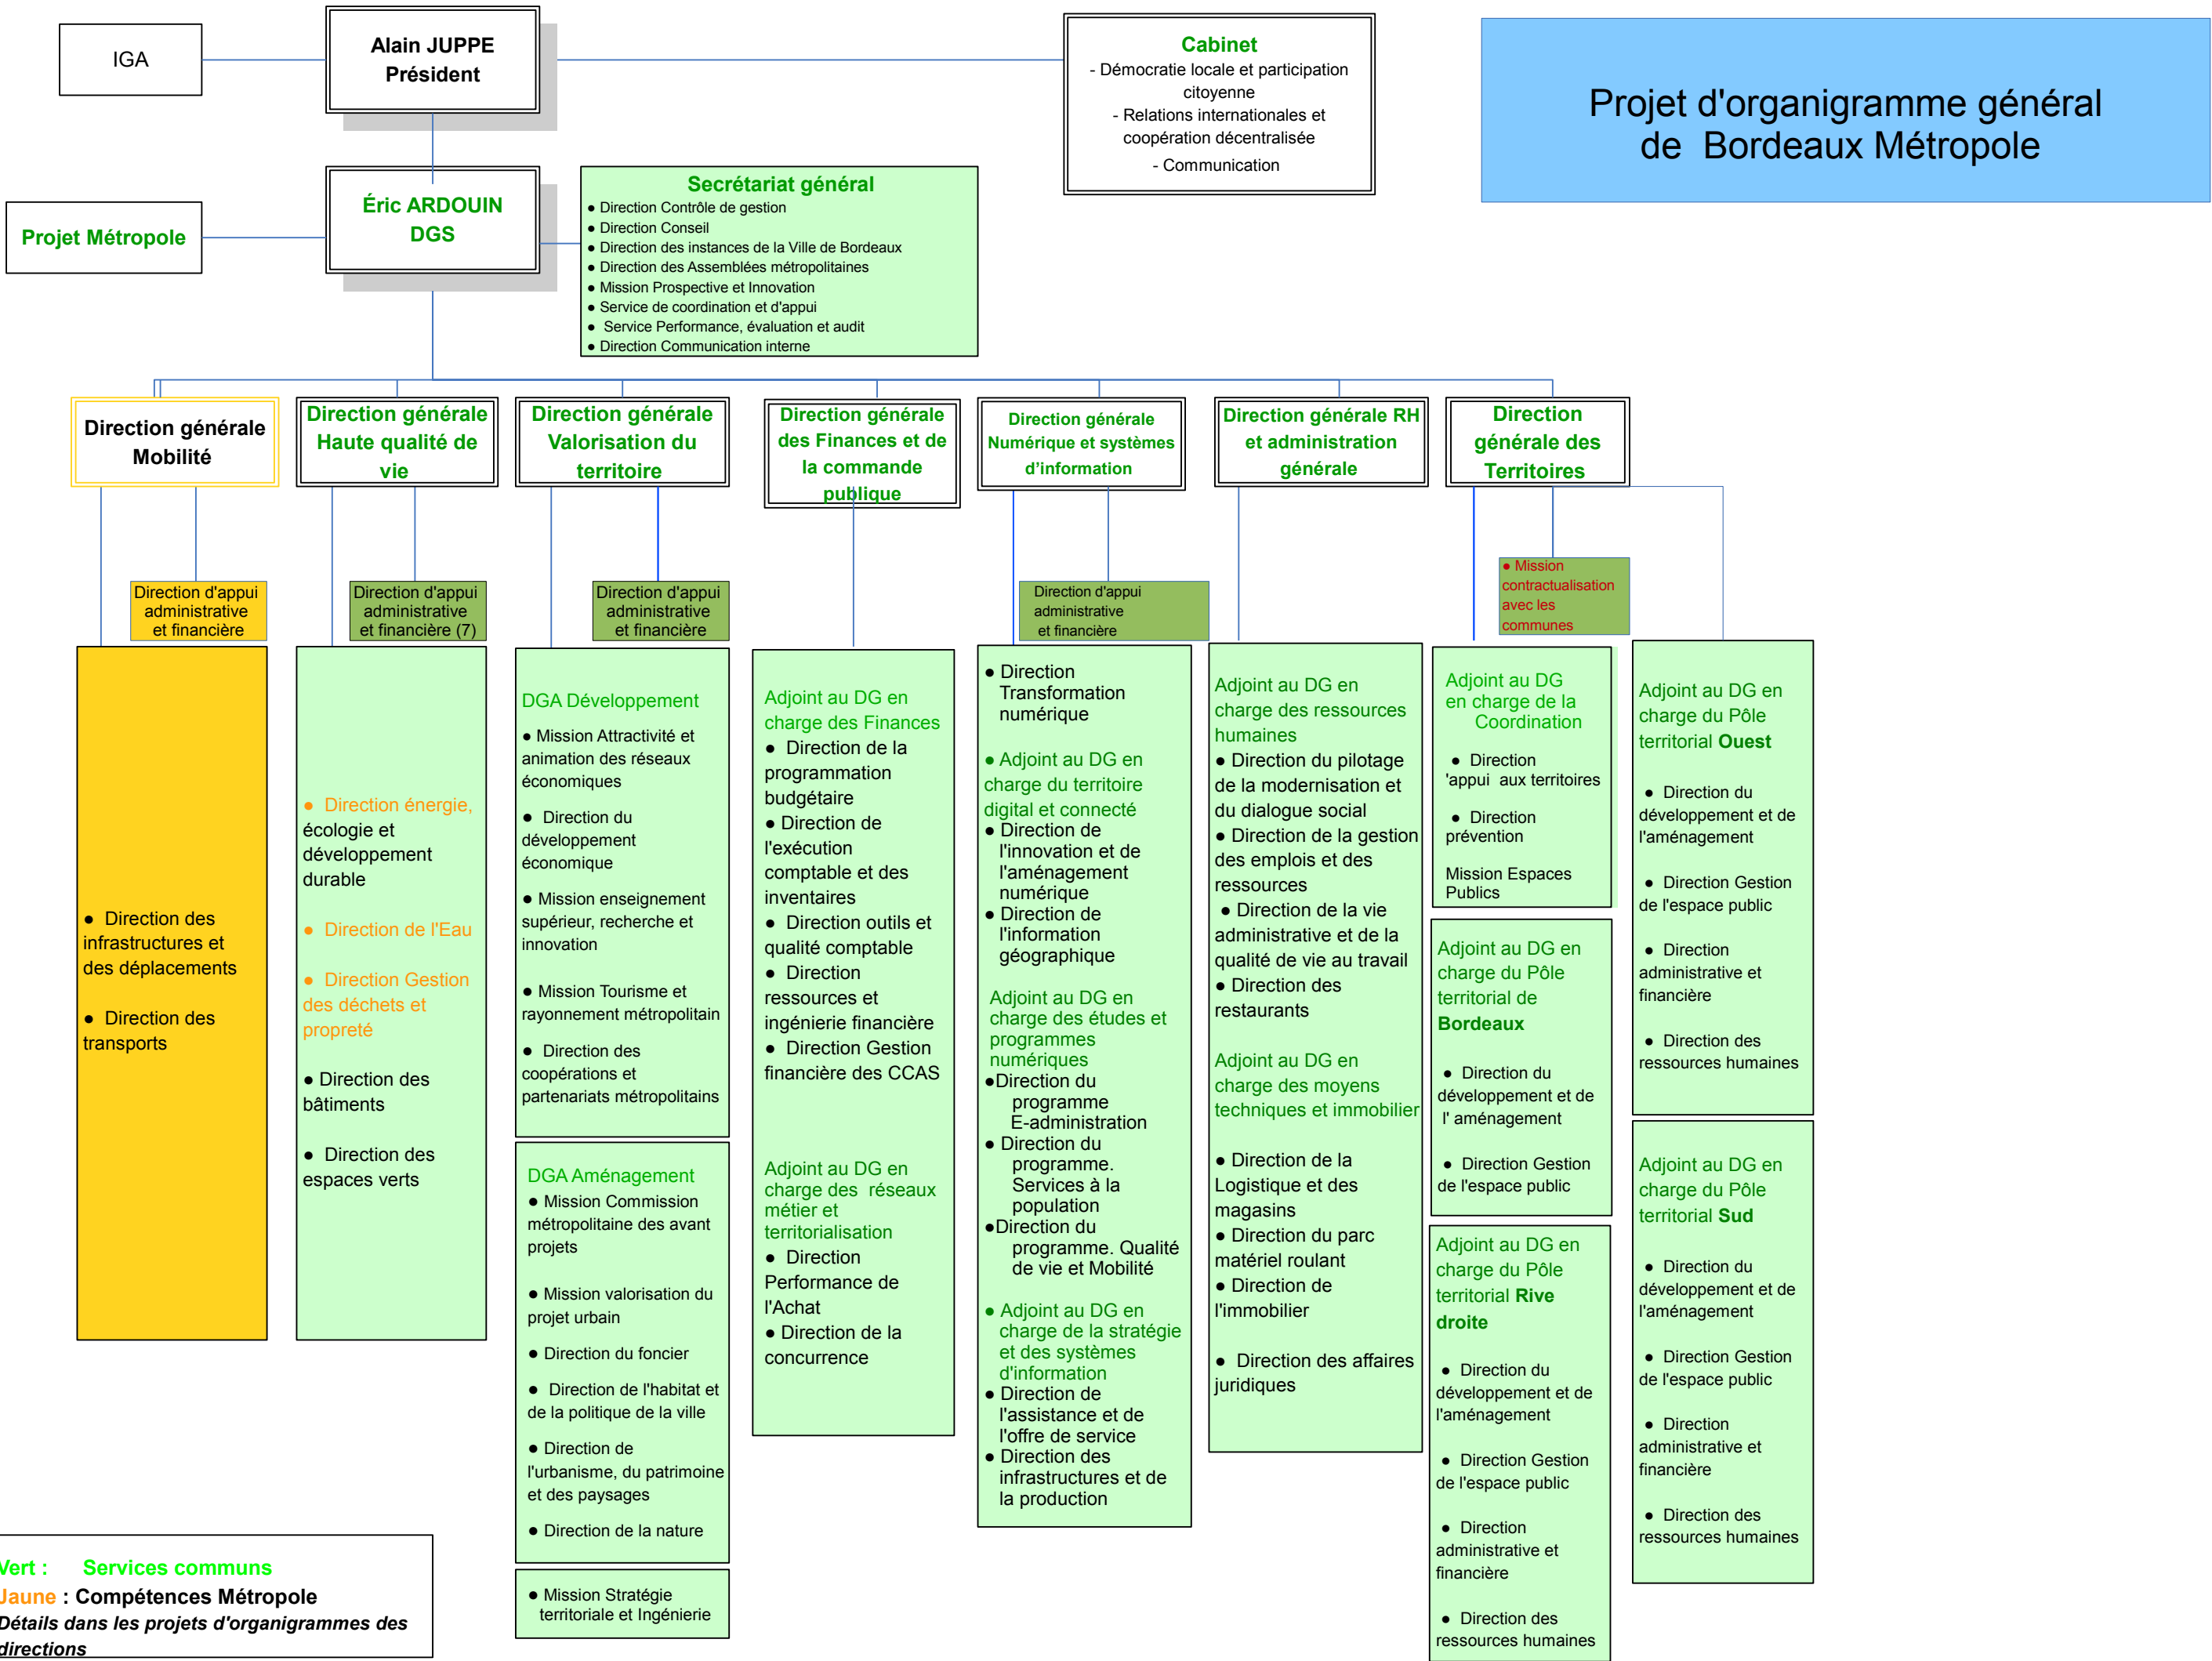 IGA
Alain JUPPE
Président
Cabinet
- Démocratie locale et participation
citoyenne
- Relations internationales et
coopération décentralisée
- Communication
Projet d'organigramme général
de Bordeaux Métropole
Projet Métropole
Éric ARDOUIN
DGS
Secrétariat général
● Direction Contrôle de gestion
● Direction Conseil
● Direction des instances de la Ville de Bordeaux
● Direction des Assemblées métropolitaines
● Mission Prospective et Innovation
● Service de coordination et d'appui
● Service Performance, évaluation et audit
● Direction Communication interne
Direction générale
Mobilité
Direction générale
Haute qualité de
vie
Direction générale
Valorisation du
territoire
Direction générale
des Finances et de
la commande
publique
Direction générale
Numérique et systèmes
d’information
Direction générale RH
et administration
générale
Direction
générale des
Territoires
Direction d'appui
administrative
et financière
Direction d'appui
administrative
et financière (7)
Direction d'appui
administrative
et financière
Direction d'appui
administrative
et financière
● Mission
contractualisation
avec les
communes
● Direction des
infrastructures et
des déplacements
● Direction des
transports
● Direction énergie,
écologie et
développement
durable
● Direction de l'Eau
● Direction Gestion
des déchets et
propreté
● Direction des
bâtiments
● Direction des
espaces verts
DGA Développement
● Mission Attractivité et
animation des réseaux
économiques
● Direction du
développement
économique
● Mission enseignement
supérieur, recherche et
innovation
● Mission Tourisme et
rayonnement métropolitain
● Direction des
coopérations et
partenariats métropolitains
DGA Aménagement
● Mission Commission
métropolitaine des avant
projets
● Mission valorisation du
projet urbain
● Direction du foncier
● Direction de l'habitat et
de la politique de la ville
● Direction de
l'urbanisme, du patrimoine
et des paysages
● Direction de la nature
● Mission Stratégie
territoriale et Ingénierie
Adjoint au DG en
charge des Finances
● Direction de la
programmation
budgétaire
● Direction de
l'exécution
comptable et des
inventaires
● Direction outils et
qualité comptable
● Direction
ressources et
ingénierie financière
● Direction Gestion
financière des CCAS
Adjoint au DG en
charge des réseaux
métier et
territorialisation
● Direction
Performance de
l'Achat
● Direction de la
concurrence
● Direction
Transformation
numérique
● Adjoint au DG en
charge du territoire
digital et connecté
● Direction de
l'innovation et de
l'aménagement
numérique
● Direction de
l'information
géographique
Adjoint au DG en
charge des études et
programmes
numériques
●Direction du
programme
E-administration
● Direction du
programme.
Services à la
population
●Direction du
programme. Qualité
de vie et Mobilité
● Adjoint au DG en
charge de la stratégie
et des systèmes
d'information
● Direction de
l'assistance et de
l'offre de service
● Direction des
infrastructures et de
la production
Adjoint au DG en
charge des ressources
humaines
● Direction du pilotage
de la modernisation et
du dialogue social
● Direction de la gestion
des emplois et des
ressources
● Direction de la vie
administrative et de la
qualité de vie au travail
● Direction des
restaurants
Adjoint au DG en
charge des moyens
techniques et immobilier
● Direction de la
Logistique et des
magasins
● Direction du parc
matériel roulant
● Direction de
l'immobilier
● Direction des affaires
juridiques
Adjoint au DG
en charge de la
Coordination
● Direction
'appui aux territoires
● Direction
prévention
Mission Espaces
Publics
Adjoint au DG en
charge du Pôle
territorial de
Bordeaux
● Direction du
développement et de
l' aménagement
● Direction Gestion
de l'espace public
Adjoint au DG en
charge du Pôle
territorial Rive
droite
● Direction du
développement et de
l'aménagement
● Direction Gestion
de l'espace public
● Direction
administrative et
financière
● Direction des
ressources humaines
Adjoint au DG en
charge du Pôle
territorial Ouest
● Direction du
développement et de
l'aménagement
● Direction Gestion
de l'espace public
● Direction
administrative et
financière
● Direction des
ressources humaines
Adjoint au DG en
charge du Pôle
territorial Sud
● Direction du
développement et de
l'aménagement
● Direction Gestion
de l'espace public
● Direction
administrative et
financière
● Direction des
ressources humaines
Vert : Services communs
Jaune : Compétences Métropole
Détails dans les projets d'organigrammes des
directions